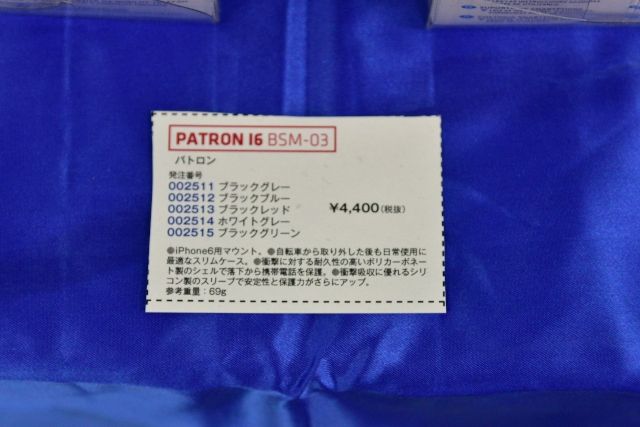 PATRON I6 BSM-03
パトロン
発注番号
002511 ブラックグレー
002512 ブラックブルー
002513 ブラックレッド ¥4,400(税抜)
002514 ホワイトグレー
002515 ブラックグリーン
●iPhone6用マウント。●自転車から取り外した後も日常使用に
最適なスリムケース。●衝撃に対する耐久性の高いポリカーボネー
ト製のシェルで落下から携帯電話を保護。●衝撃吸収に優れるシリ
コン製のスリーブで安定性と保護力がさらにアップ。
参考重量：69g